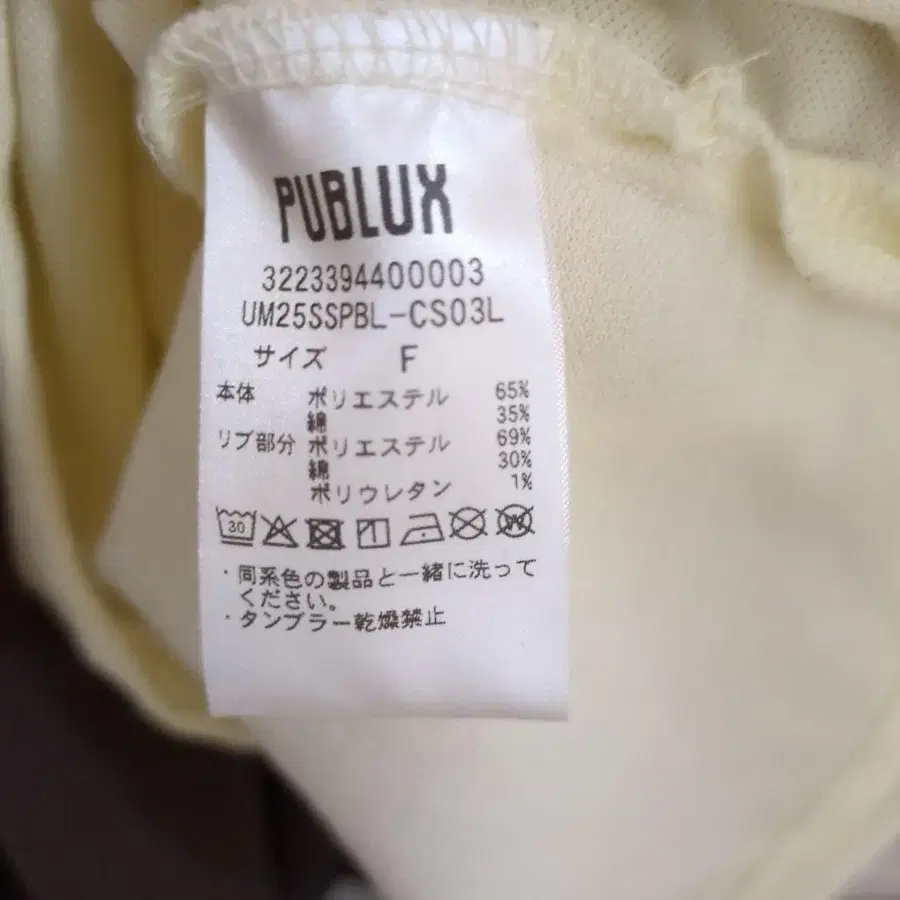 PUBLUX
3223394400003
UM25SSPBL-CS03L
サイズ F
本体 ポリエステル 65%
綿 35%
リブ部分 ポリエステル 69%
綿 30%
ポリウレタン 1%
30
・同系色の製品と一緒に洗って
ください。
・タンブラー乾燥禁止